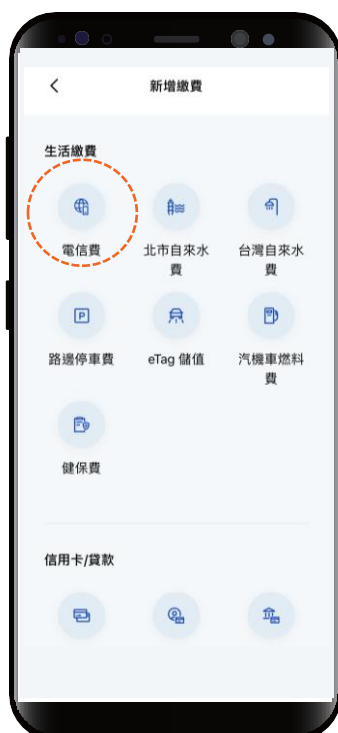 新增繳費
生活繳費
電信費
北市自來水
費
台灣自來水
費
路邊停車費
eTag 儲值
汽機車燃料
費
健保費
信用卡/貸款